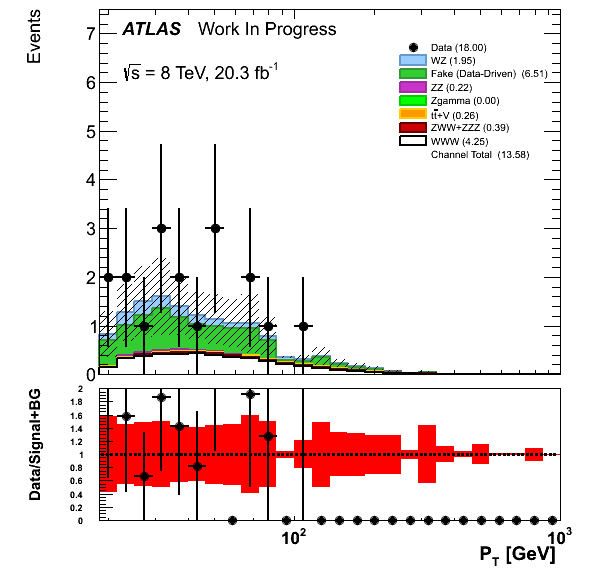 Events
ATLAS Work In Progress
√s = 8 TeV, 20.3 fb⁻¹
Data (18.00)
WZ (1.95)
Fake (Data-Driven) (6.51)
ZZ (0.22)
Zgamma (0.00)
tt̄+V (0.26)
ZWW+ZZZ (0.39)
WWW (4.25)
Channel Total (13.58)
7
6
5
4
3
2
1
0
Data/Signal+BG
2
1.8
1.6
1.4
1.2
1
0.8
0.6
0.4
0.2
0
10²
10³
P_T [GeV]